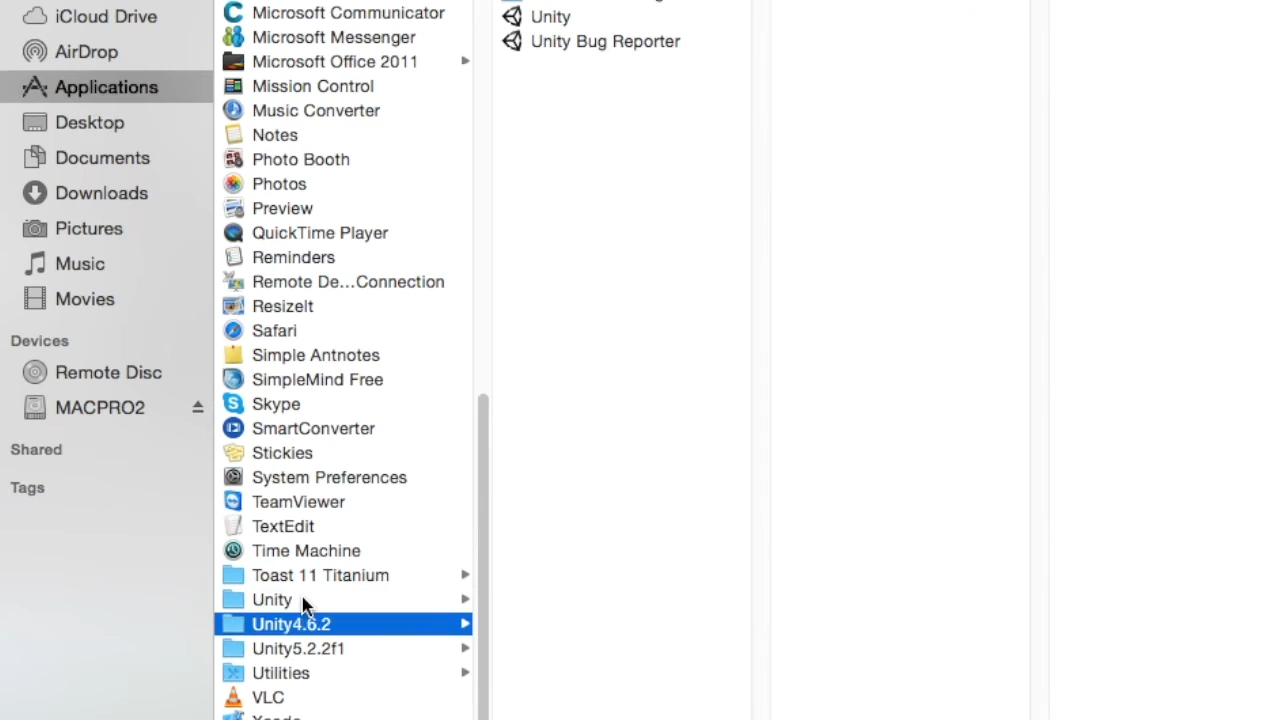 iCloud Drive
AirDrop
Applications
Desktop
Documents
Downloads
Pictures
Music
Movies
Devices
Remote Disc
MACPRO2
Shared
Tags
Microsoft Communicator
Microsoft Messenger
Microsoft Office 2011
Mission Control
Music Converter
Notes
Photo Booth
Photos
Preview
QuickTime Player
Reminders
Remote De...Connection
ResizeIt
Safari
Simple Antnotes
SimpleMind Free
Skype
SmartConverter
Stickies
System Preferences
TeamViewer
TextEdit
Time Machine
Toast 11 Titanium
Unity
Unity4.6.2
Unity5.2.2f1
Utilities
VLC
Xcode
Unity
Unity Bug Reporter